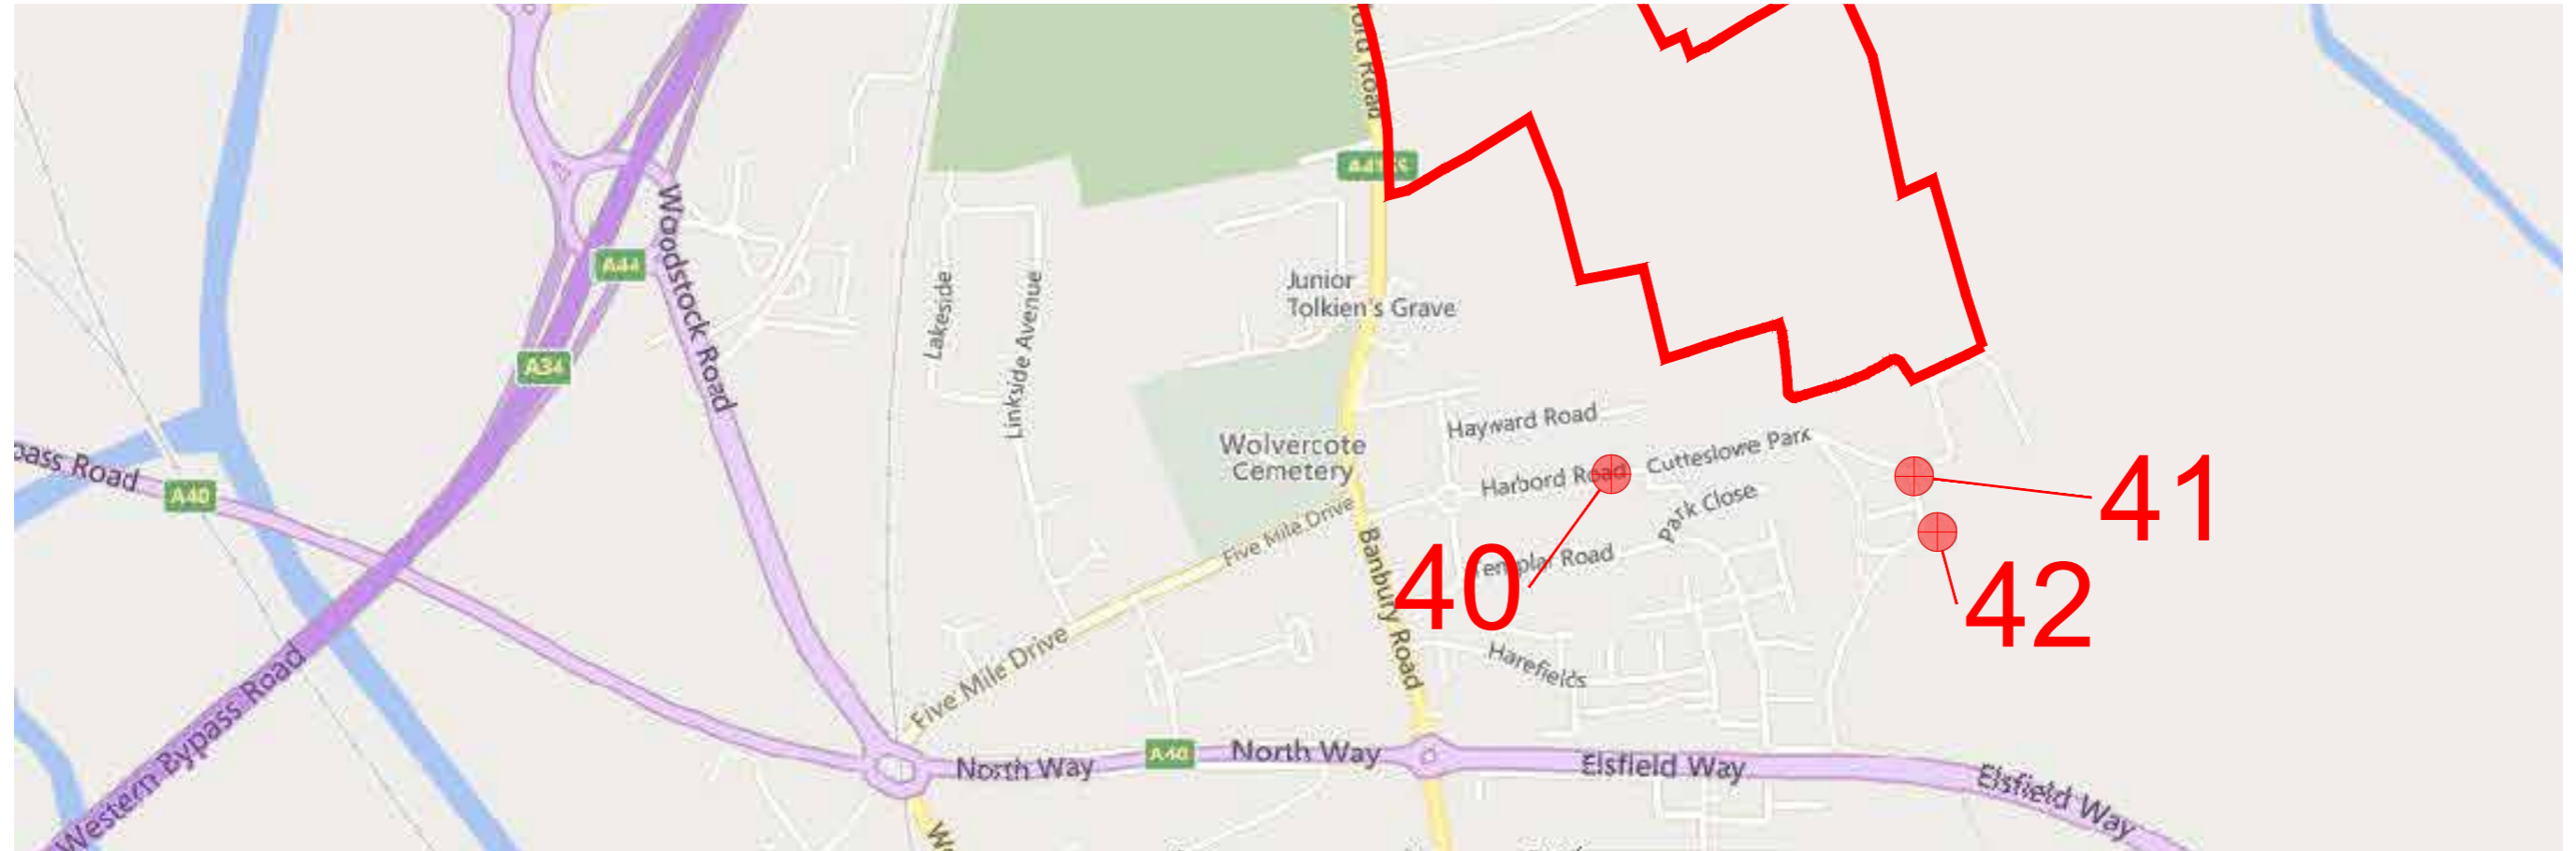 Road
A4165
Woodstock Road
A44
Lakeside
Linkside Avenue
Junior
Tolkien's Grave
A34
Hayward Road
Wolvercote
Cemetery
Harbord Road
Cutteslowe Park
41
Road
A40
Park Close
Five Mile Drive
40
Road
42
Banbury Road
Five Mile Drive
Harefields
Western Bypass Road
North Way
A40
North Way
Elsfield Way
Elsfield Way